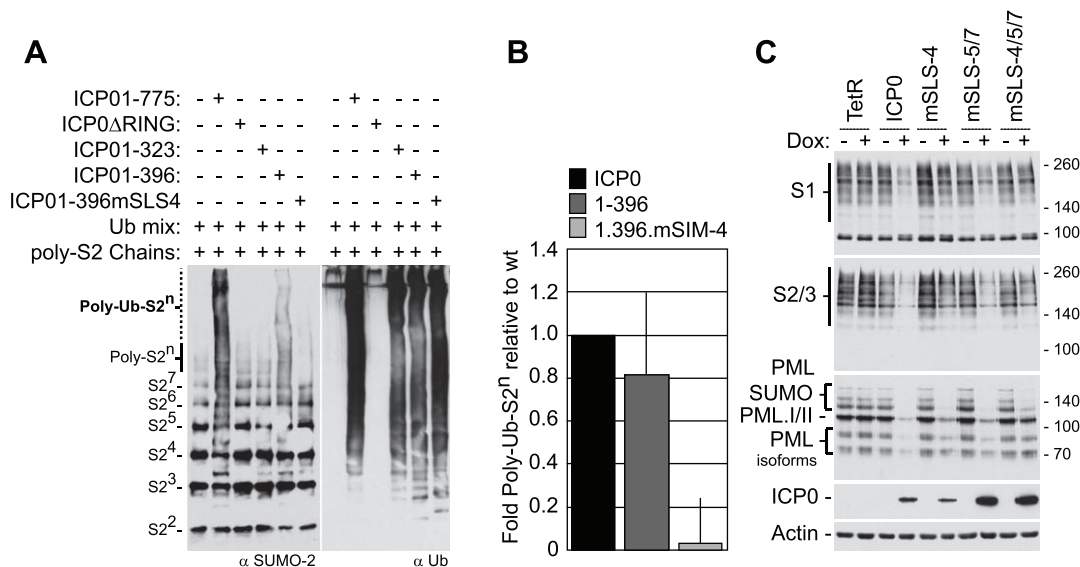 A
ICP01-775: - + - - - - - + - - - -
ICP0ΔRING: - - + - - - - - + - - -
ICP01-323: - - - + - - - - - + - -
ICP01-396: - - - - + - - - - - + -
ICP01-396mSLS4 - - - - - + - - - - - +
Ub mix: + + + + + + + + + + + +
poly-S2 Chains: + + + + + + + + + + + +
Poly-Ub-S2ⁿ
Poly-S2ⁿ
S2⁷
S2⁶
S2⁵
S2⁴
S2³
S2²
α SUMO-2
α Ub
B
ICP0
1-396
1.396.mSIM-4
Fold Poly-Ub-S2ⁿ relative to wt
1.4
1.2
1.0
0.8
0.6
0.4
0.2
0
C
TetR
ICP0
mSLS-4
mSLS-5/7
mSLS-4/5/7
Dox: - + - + - + - + - +
S1
- 260
- 140
- 100
S2/3
- 260
- 140
- 100
PML
SUMO
PML.I/II -
PML
isoforms
- 140
- 100
- 70
ICP0 -
Actin -